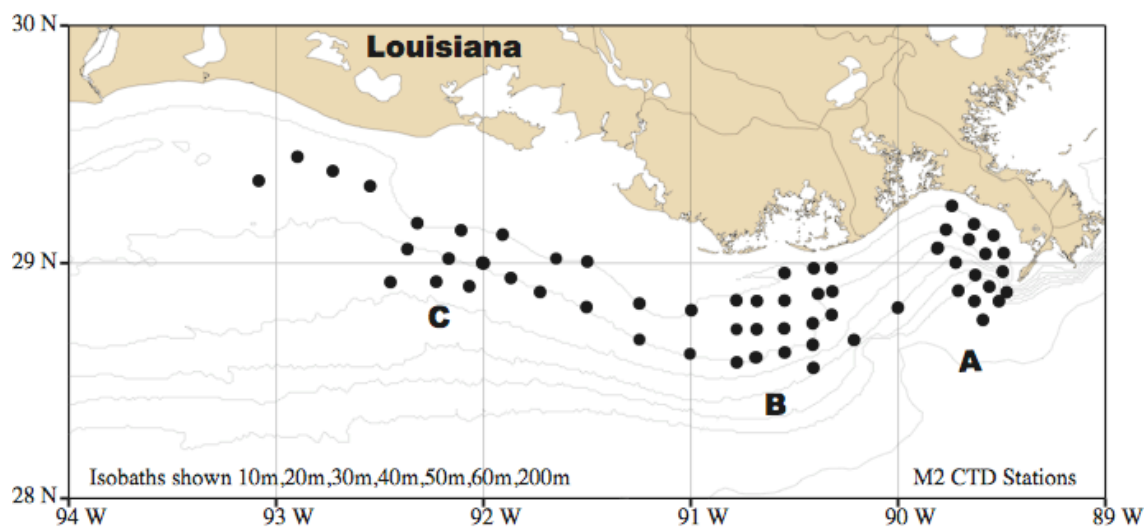 30 N
Louisiana
29 N
C
A
B
Isobaths shown 10m,20m,30m,40m,50m,60m,200m
M2 CTD Stations
28 N
94 W
93 W
92 W
91 W
90 W
89 W